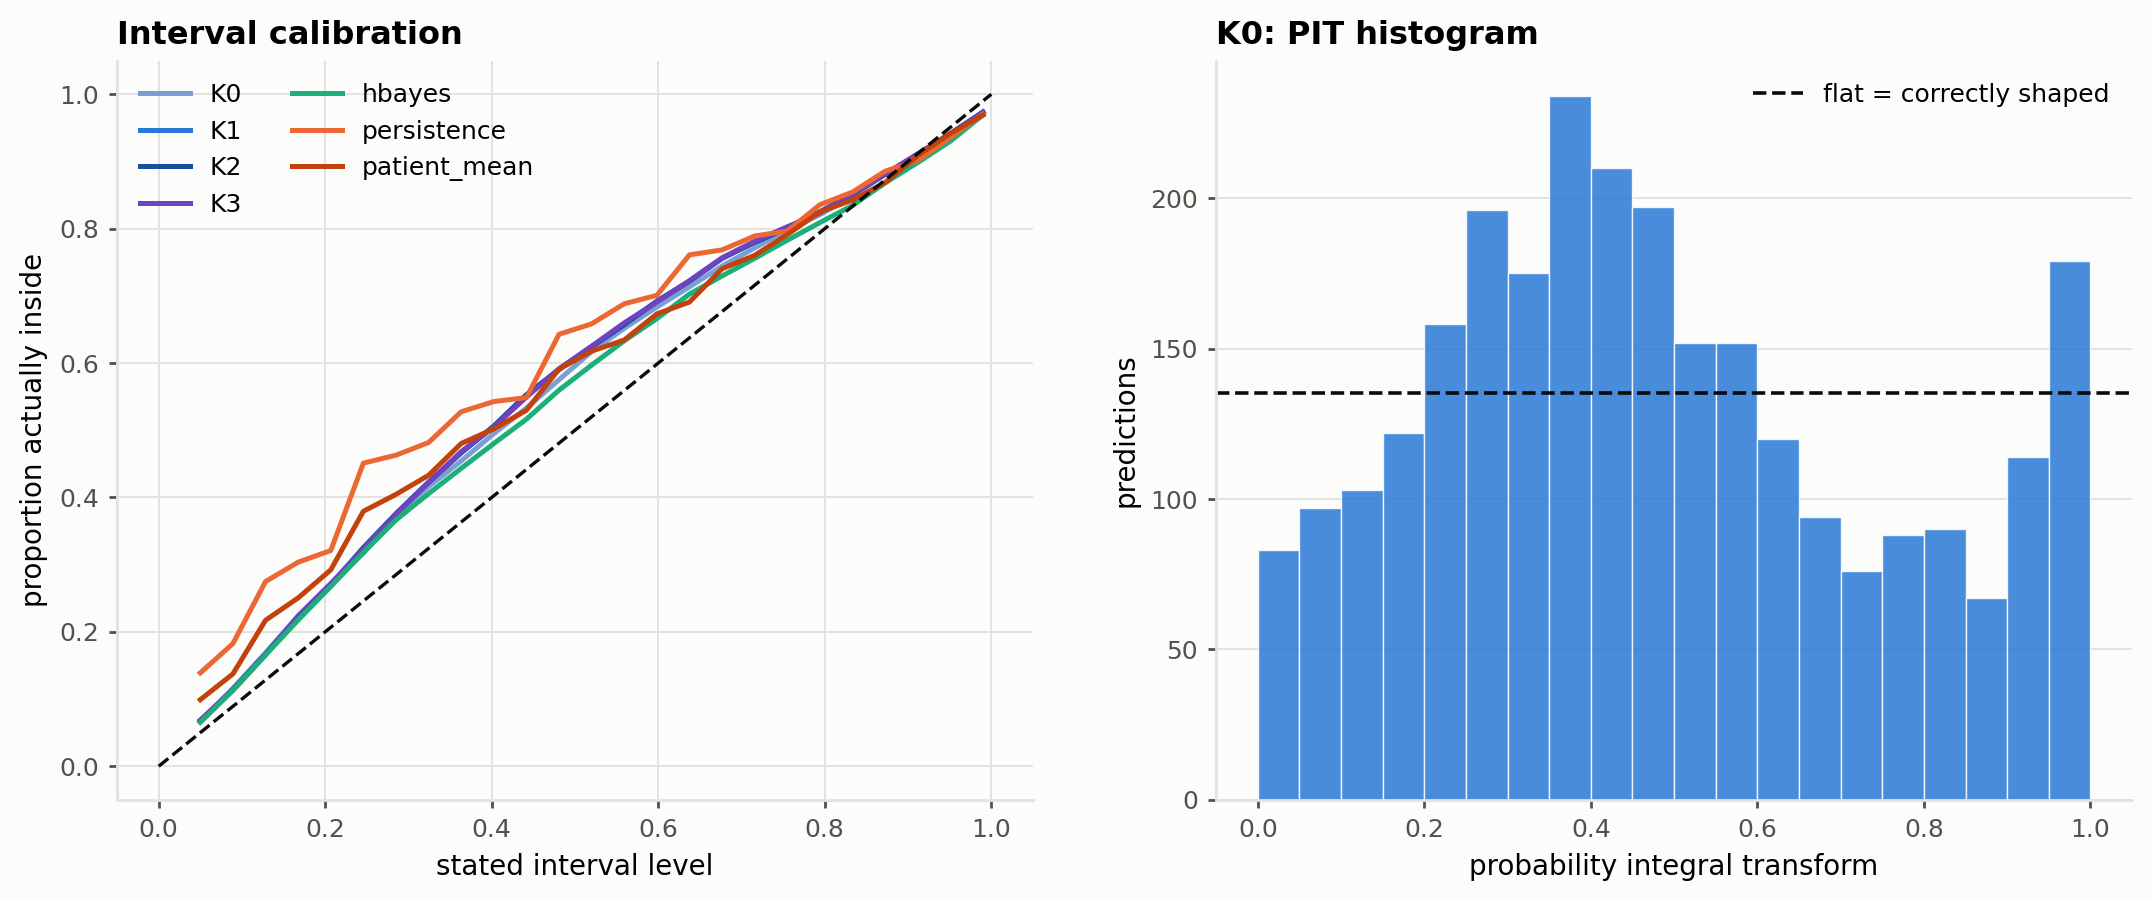 Interval calibration
K0
K1
K2
K3
hbayes
persistence
patient_mean
proportion actually inside
1.0
0.8
0.6
0.4
0.2
0.0
0.0 0.2 0.4 0.6 0.8 1.0
stated interval level
K0: PIT histogram
flat = correctly shaped
predictions
200
150
100
50
0
0.0 0.2 0.4 0.6 0.8 1.0
probability integral transform